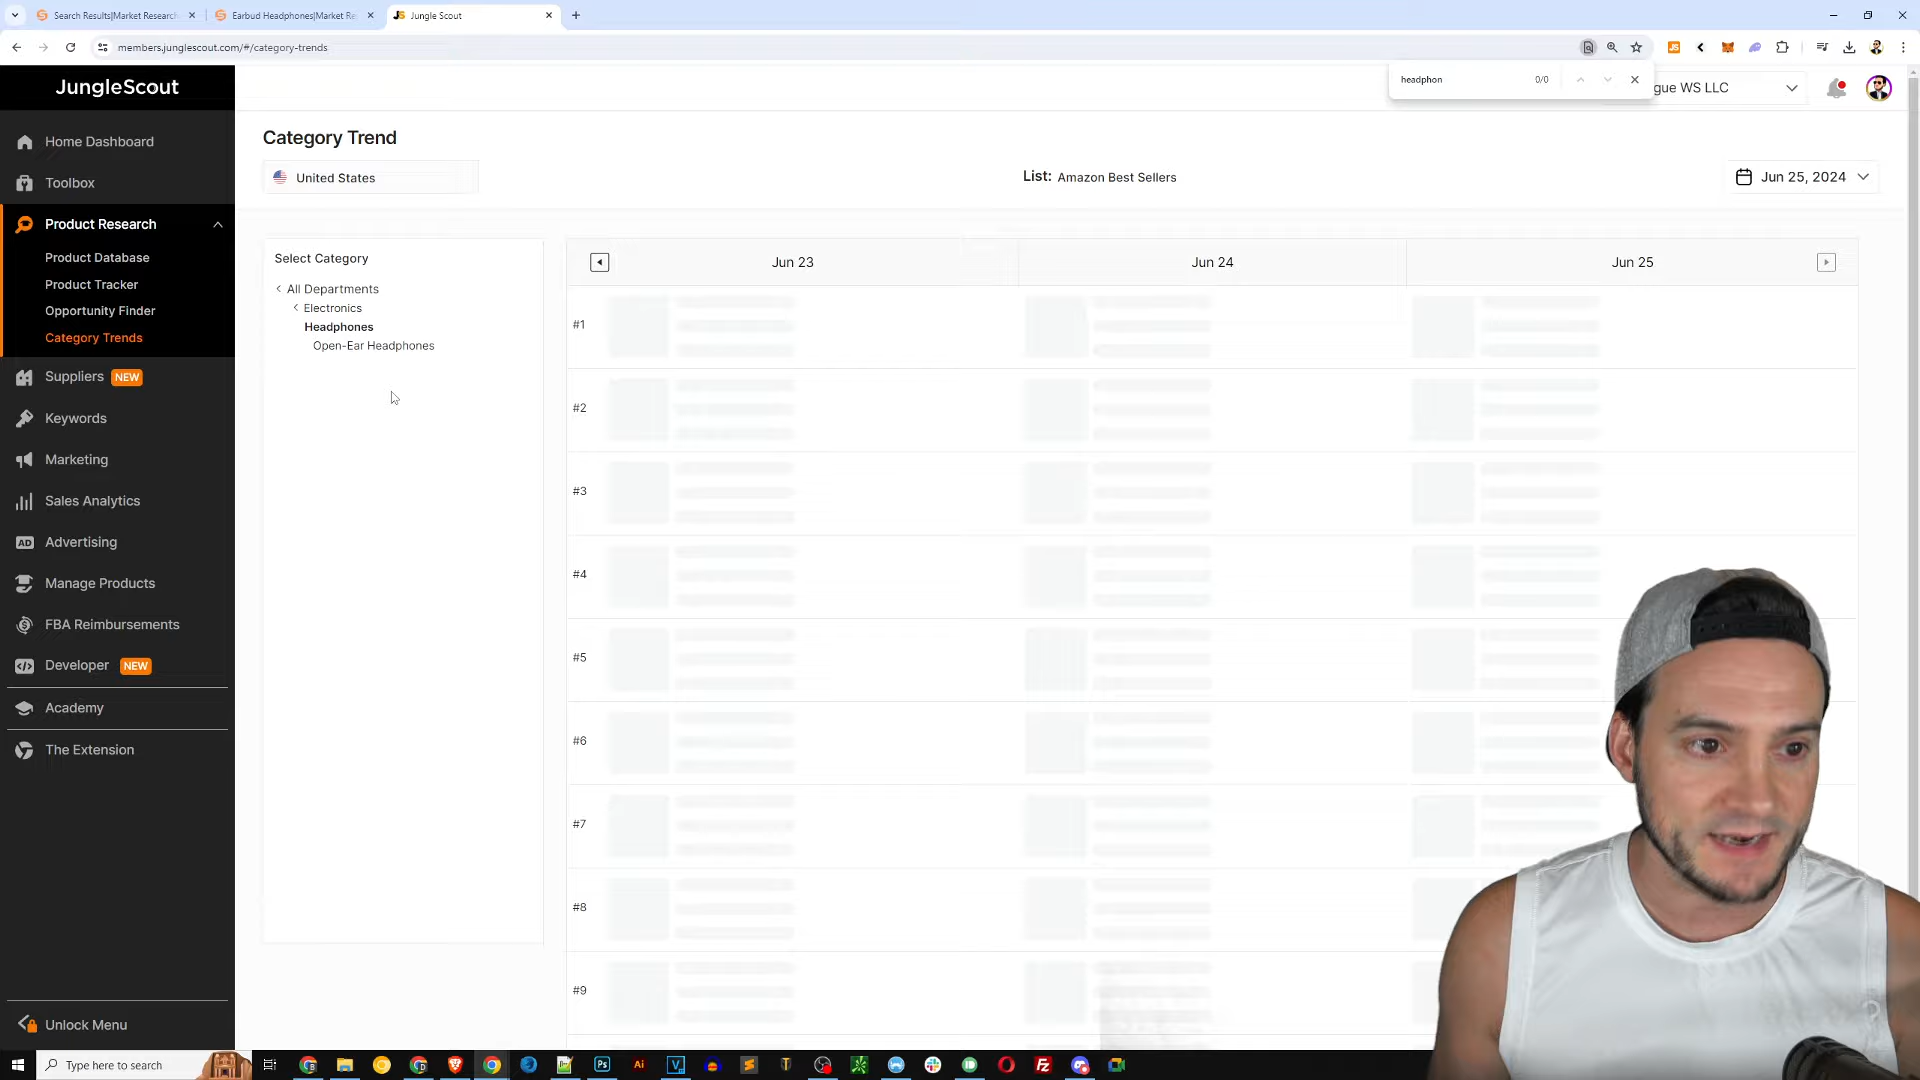 Search Results|Market Research
Earbud Headphones|Market Re
Jungle Scout
members.junglescout.com/#/category-trends
headphon
0/0
JungleScout
gue WS LLC
Home Dashboard
Toolbox
Product Research
Product Database
Product Tracker
Opportunity Finder
Category Trends
Suppliers NEW
Keywords
Marketing
Sales Analytics
AD Advertising
Manage Products
FBA Reimbursements
Developer NEW
Academy
The Extension
Unlock Menu
Category Trend
United States
List: Amazon Best Sellers
Jun 25, 2024
Select Category
All Departments
Electronics
Headphones
Open-Ear Headphones
Jun 23
Jun 24
Jun 25
#1
#2
#3
#4
#5
#6
#7
#8
#9
Type here to search